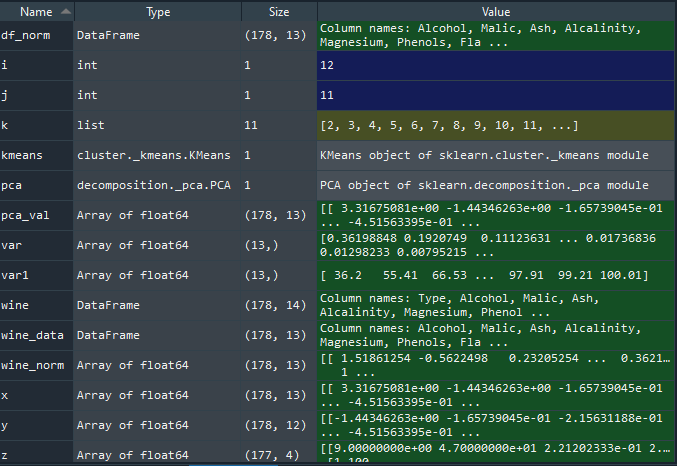 Name Type Size Value
df_norm DataFrame (178, 13) Column names: Alcohol, Malic, Ash, Alcalinity,
Magnesium, Phenols, Fla ...
i int 1 12
j int 1 11
k list 11 [2, 3, 4, 5, 6, 7, 8, 9, 10, 11, ...]
kmeans cluster._kmeans.KMeans 1 KMeans object of sklearn.cluster._kmeans module
pca decomposition._pca.PCA 1 PCA object of sklearn.decomposition._pca module
pca_val Array of float64 (178, 13) [[ 3.31675081e+00 -1.44346263e+00 -1.65739045e-01
... -4.51563395e-01 ...
var Array of float64 (13,) [0.36198848 0.1920749 0.11123631 ... 0.01736836
0.01298233 0.00795215 ...
var1 Array of float64 (13,) [ 36.2 55.41 66.53 ... 97.91 99.21 100.01]
wine DataFrame (178, 14) Column names: Type, Alcohol, Malic, Ash,
Alcalinity, Magnesium, Phenol ...
wine_data DataFrame (178, 13) Column names: Alcohol, Malic, Ash, Alcalinity,
Magnesium, Phenols, Fla ...
wine_norm Array of float64 (178, 13) [[ 1.51861254 -0.5622498 0.23205254 ... 0.3621...
1 ...
x Array of float64 (178, 13) [[ 3.31675081e+00 -1.44346263e+00 -1.65739045e-01
... -4.51563395e-01 ...
y Array of float64 (178, 12) [[-1.44346263e+00 -1.65739045e-01 -2.15631188e-01
... -4.51563395e-01 ...
z Array of float64 (177, 4) [[9.00000000e+00 4.70000000e+01 2.21202333e-01 2....